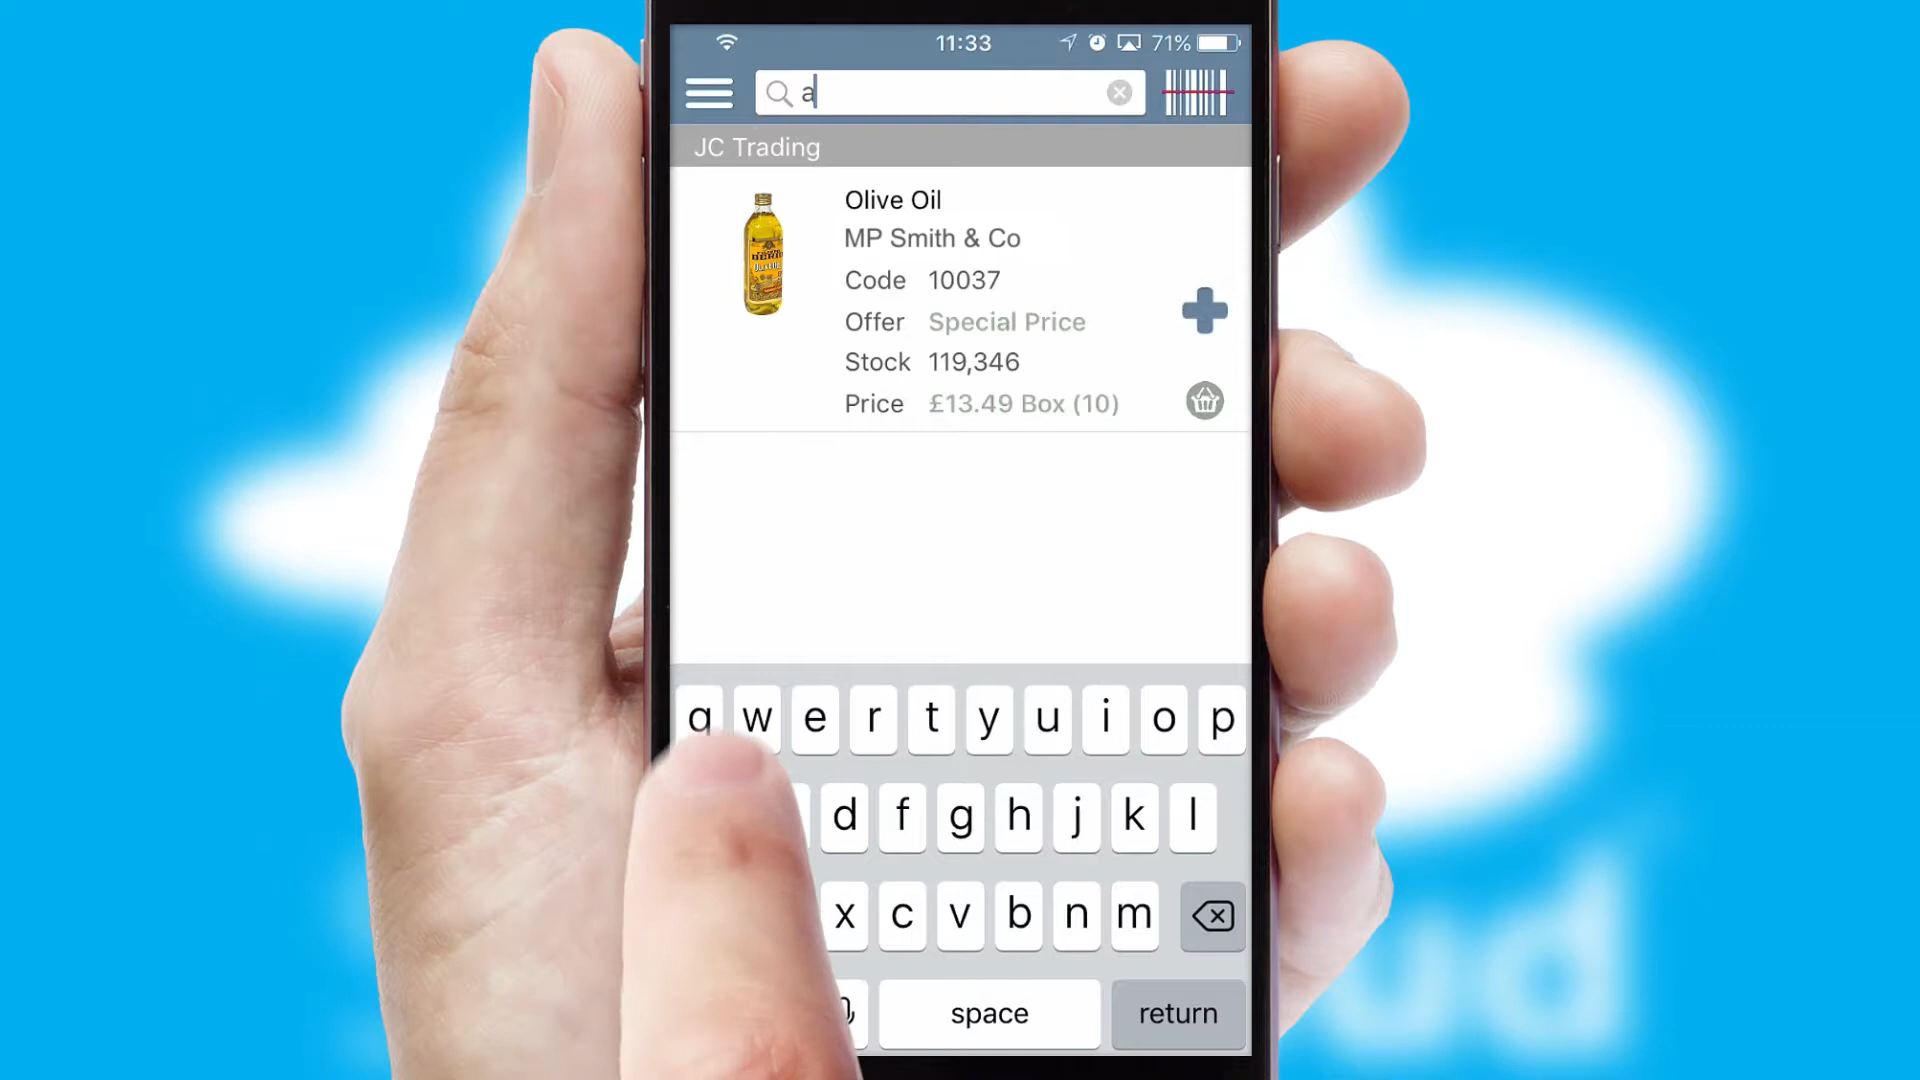 11:33
71%
a
JC Trading
Olive Oil
MP Smith & Co
Code 10037
Offer Special Price
Stock 119,346
Price £13.49 Box (10)
q w e r t y u i o p
d f g h j k l
x c v b n m
space return
ud